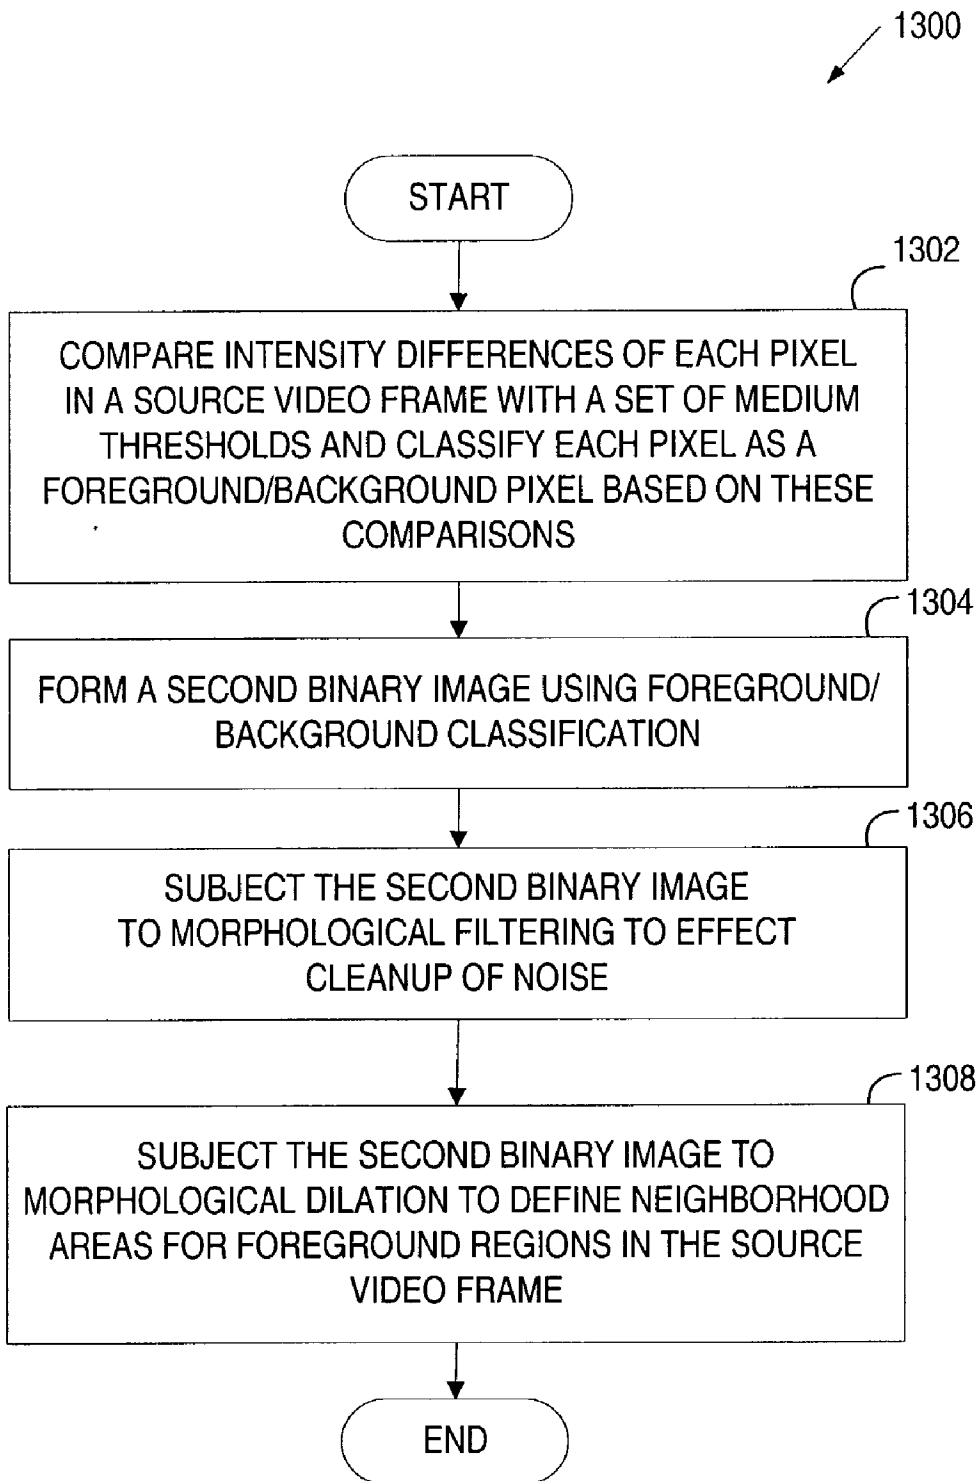 1300
START
1302
COMPARE INTENSITY DIFFERENCES OF EACH PIXEL
IN A SOURCE VIDEO FRAME WITH A SET OF MEDIUM
THRESHOLDS AND CLASSIFY EACH PIXEL AS A
FOREGROUND/BACKGROUND PIXEL BASED ON THESE
COMPARISONS
1304
FORM A SECOND BINARY IMAGE USING FOREGROUND/
BACKGROUND CLASSIFICATION
1306
SUBJECT THE SECOND BINARY IMAGE
TO MORPHOLOGICAL FILTERING TO EFFECT
CLEANUP OF NOISE
1308
SUBJECT THE SECOND BINARY IMAGE TO
MORPHOLOGICAL DILATION TO DEFINE NEIGHBORHOOD
AREAS FOR FOREGROUND REGIONS IN THE SOURCE
VIDEO FRAME
END